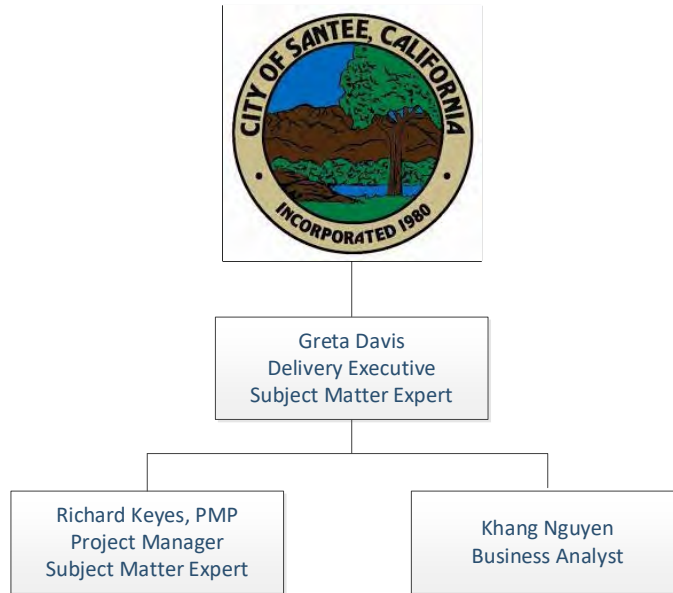 CITY OF SANTEE, CALIFORNIA
INCORPORATED 1980
Greta Davis
Delivery Executive
Subject Matter Expert
Richard Keyes, PMP
Project Manager
Subject Matter Expert
Khang Nguyen
Business Analyst